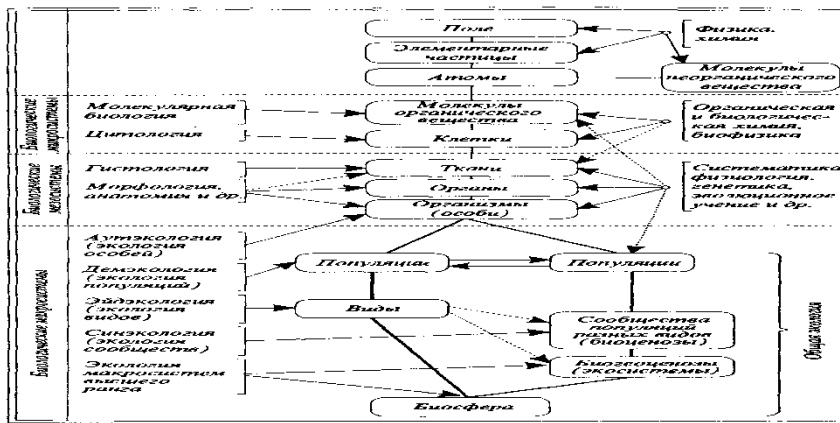 Поле
Элементарные
частицы
Атомы
Физика,
химия
Молекулы
неорганического
вещества
Биологические
микросистемы
Молекулярная
биология
Цитология
Молекулы
органического
вещества
Клетки
Органическая
и биологичес-
кая химия,
биофизика
Биологические
мезосистемы
Гистология
Морфология,
анатомия и др.
Ткани
Органы
Организмы
(особи)
Систематика
физиология,
генетика,
эволюционное
учение и др.
Биологические макросистемы
Аутэкология
(экология
особей)
Демэкология
(экология
популяций)
Эйдэкология
(экология
видов)
Синэкология
(экология
сообществ)
Экология
макросистем
высшего
ранга
Популяция
Популяции
Виды
Сообщества
популяций
разных видов
(биоценозы)
Биогеоценозы
(экосистемы)
Биосфера
Общая экология